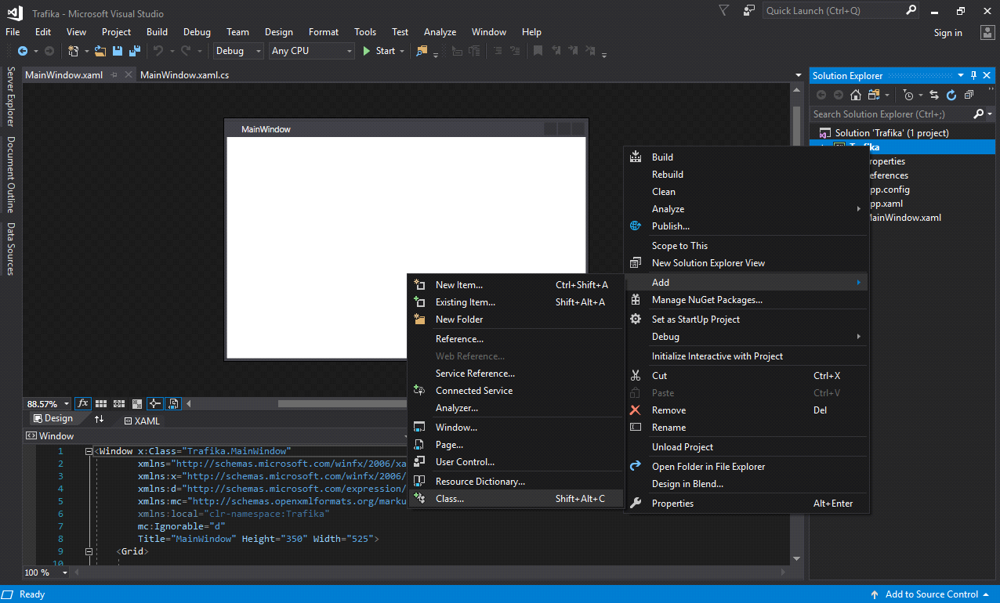 Trafika - Microsoft Visual Studio
Quick Launch (Ctrl+Q)
File Edit View Project Build Debug Team Design Format Tools Test Analyze Window Help
Sign in
Debug Any CPU Start
Server Explorer
Document Outline
Data Sources
MainWindow.xaml MainWindow.xaml.cs
MainWindow
Solution Explorer
Search Solution Explorer (Ctrl+;)
Solution 'Trafika' (1 project)
Build
Rebuild
Clean
Analyze
Publish...
Scope to This
New Solution Explorer View
Add
Manage NuGet Packages...
Set as StartUp Project
Debug
Initialize Interactive with Project
Cut Ctrl+X
Paste Ctrl+V
Remove Del
Rename
Unload Project
Open Folder in File Explorer
Design in Blend...
Properties Alt+Enter
New Item... Ctrl+Shift+A
Existing Item... Shift+Alt+A
New Folder
Reference...
Web Reference...
Service Reference...
Connected Service
Analyzer...
Window...
Page...
User Control...
Resource Dictionary...
Class... Shift+Alt+C
88.57% fx
Design XAML
Window
1 <Window x:Class="Trafika.MainWindow"
2 xmlns="http://schemas.microsoft.com/winfx/2006/xa
3 xmlns:x="http://schemas.microsoft.com/winfx/2006/
4 xmlns:d="http://schemas.microsoft.com/expression/
5 xmlns:mc="http://schemas.openxmlformats.org/marku
6 xmlns:local="clr-namespace:Trafika"
7 mc:Ignorable="d"
8 Title="MainWindow" Height="350" Width="525">
9 <Grid>
10
100 %
Ready
Add to Source Control